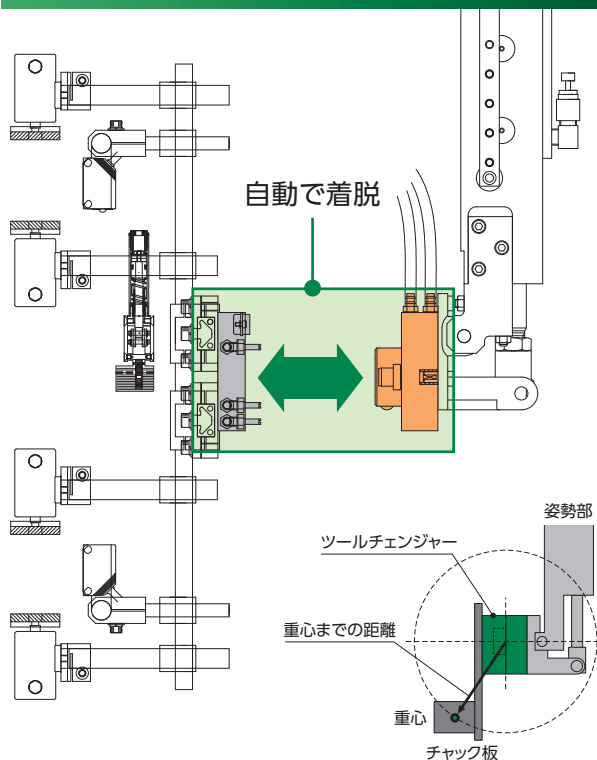 自動で着脱
姿勢部
ツールチェンジャー
重心までの距離
重心
チャック板